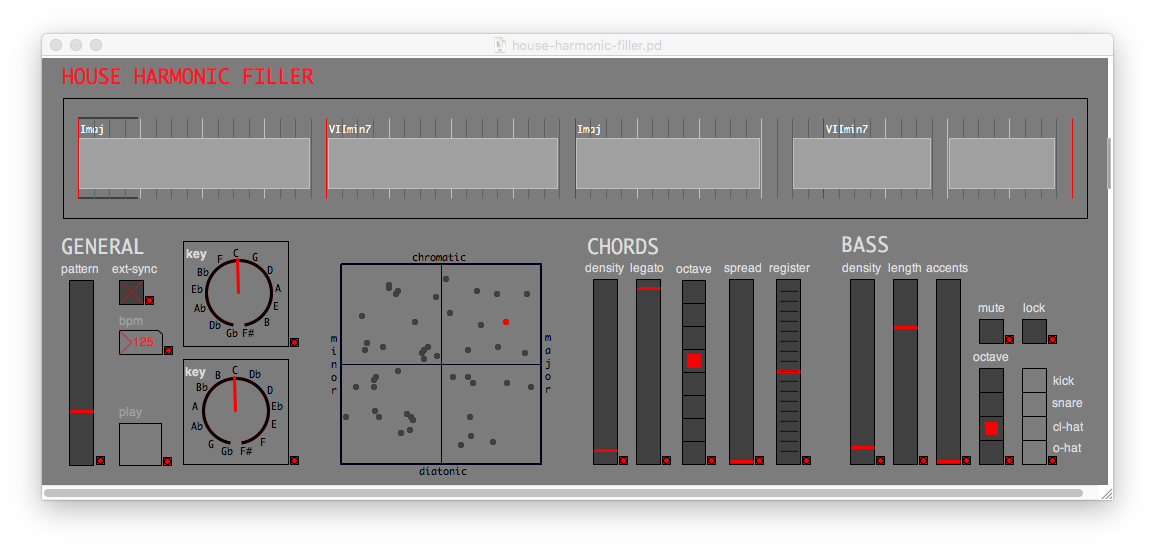 house-harmonic-filler.pd
HOUSE HARMONIC FILLER
Imaj VIImin7 Imaj VIImin7
GENERAL
pattern ext-sync
bpm
125
play
key
C G D A E B F# Gb Db Ab Eb Bb F
key
C Db D Eb E F F# Gb G Ab A Bb B
chromatic
minor
major
diatonic
CHORDS
density legato octave spread register
BASS
density length accents
mute lock
octave
kick
snare
cl-hat
o-hat